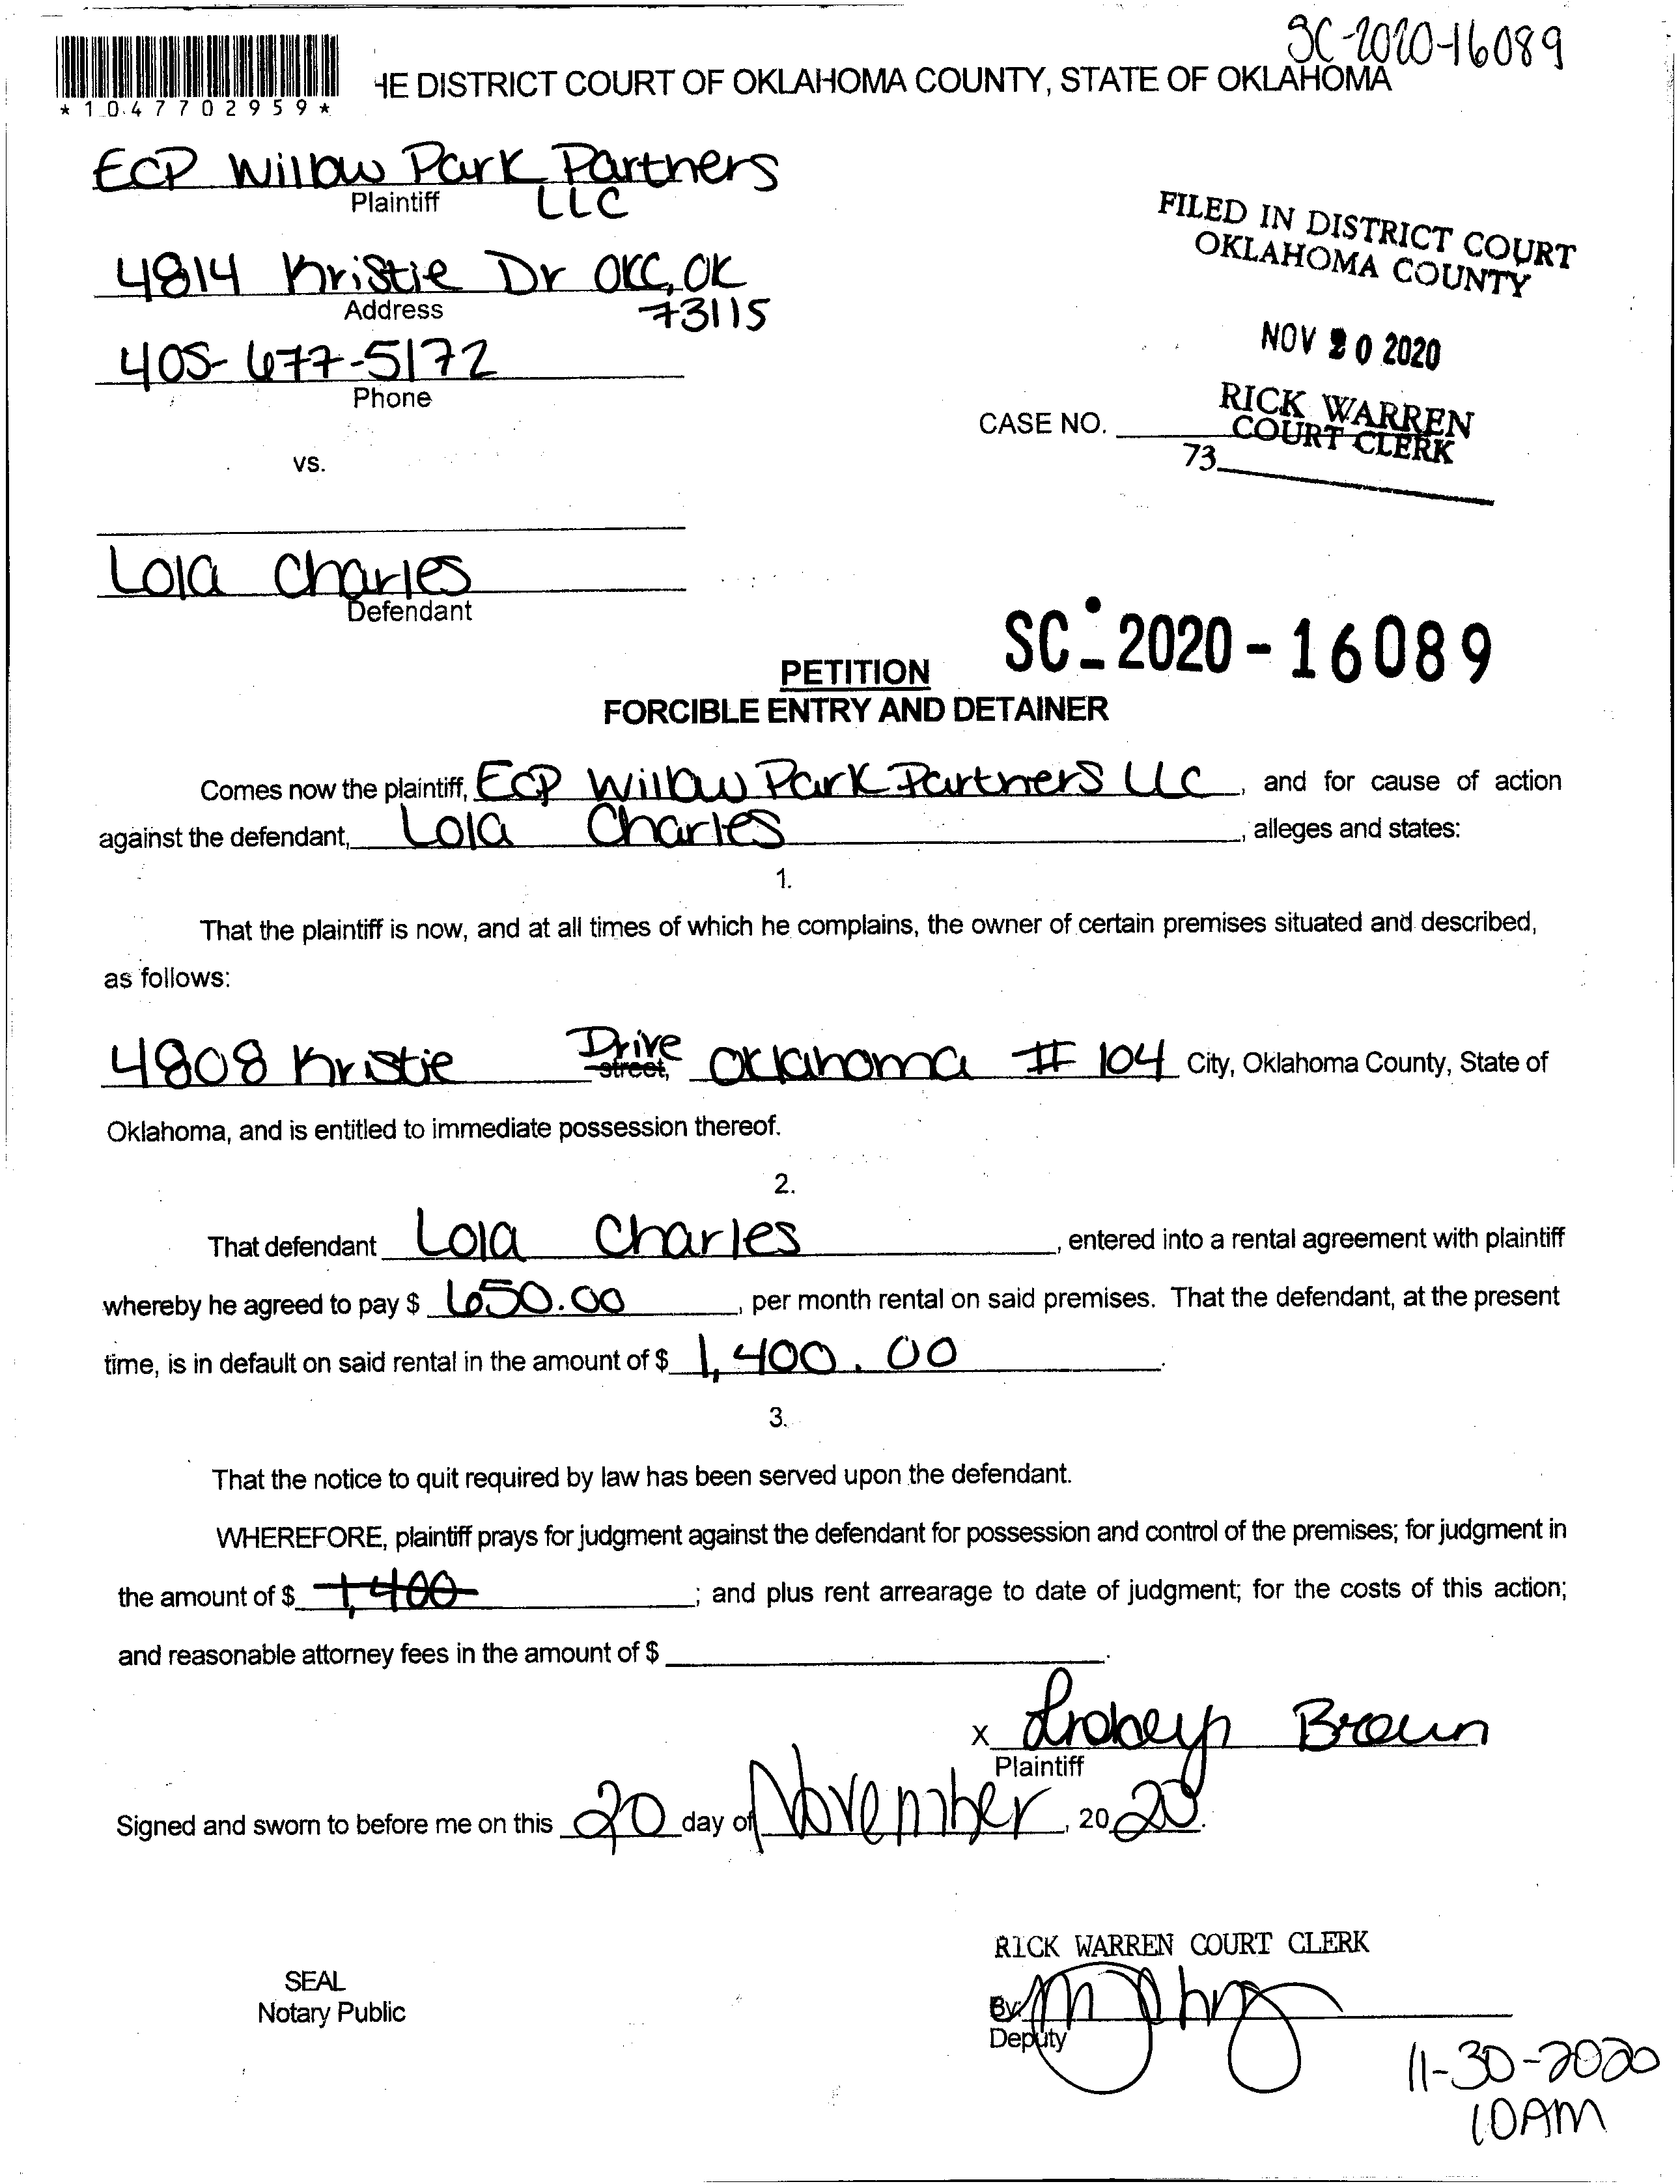 SC-2020-16089
HE DISTRICT COURT OF OKLAHOMA COUNTY, STATE OF OKLAHOMA
* 1 0 4 7 7 0 2 9 5 9 *
ECP Willow Park Partners
Plaintiff LLC
4814 Kristie Dr OKC, OK
Address 73115
405-677-5172
Phone
FILED IN DISTRICT COURT
OKLAHOMA COUNTY
NOV 20 2020
RICK WARREN
COURT CLERK
73
CASE NO.
vs.
Lola Charles
Defendant
SC-2020-16089
PETITION
FORCIBLE ENTRY AND DETAINER
Comes now the plaintiff, ECP Willow Park Partners LLC, and for cause of action
against the defendant, Lola Charles, alleges and states:
1.
That the plaintiff is now, and at all times of which he complains, the owner of certain premises situated and described,
as follows:
4808 Kristie Drive street, Oklahoma # 104 City, Oklahoma County, State of
Oklahoma, and is entitled to immediate possession thereof.
2.
That defendant Lola Charles, entered into a rental agreement with plaintiff
whereby he agreed to pay $ 650.00, per month rental on said premises. That the defendant, at the present
time, is in default on said rental in the amount of $ 1,400.00.
3.
That the notice to quit required by law has been served upon the defendant.
WHEREFORE, plaintiff prays for judgment against the defendant for possession and control of the premises; for judgment in
the amount of $ 1,400; and plus rent arrearage to date of judgment; for the costs of this action;
and reasonable attorney fees in the amount of $ .
x Brown
Plaintiff
Signed and sworn to before me on this 20 day of November, 2020.
RICK WARREN COURT CLERK
SEAL
Notary Public
By:
Deputy
11-30-2020
10AM